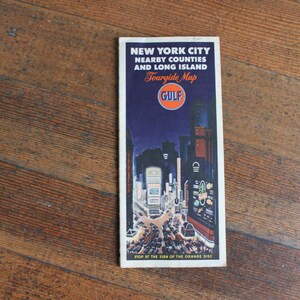 NEW YORK CITY
NEARBY COUNTIES
AND LONG ISLAND
Tourgide Map
GULF
STOP AT THE SIGN OF THE ORANGE DISC